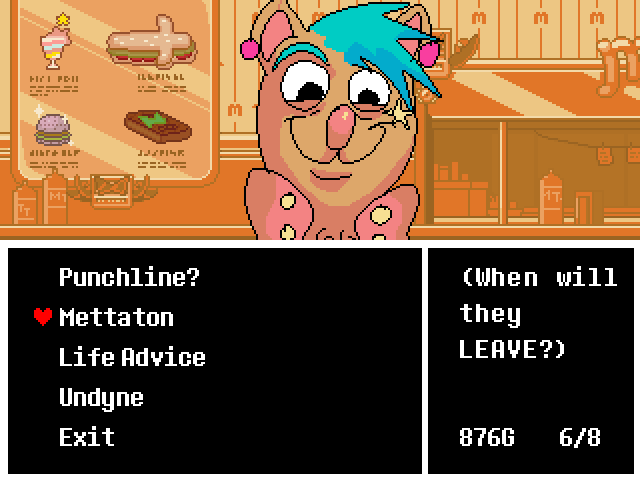 Punchline?
Mettaton
Life Advice
Undyne
Exit
(When will
they
LEAVE?)
876G 6/8